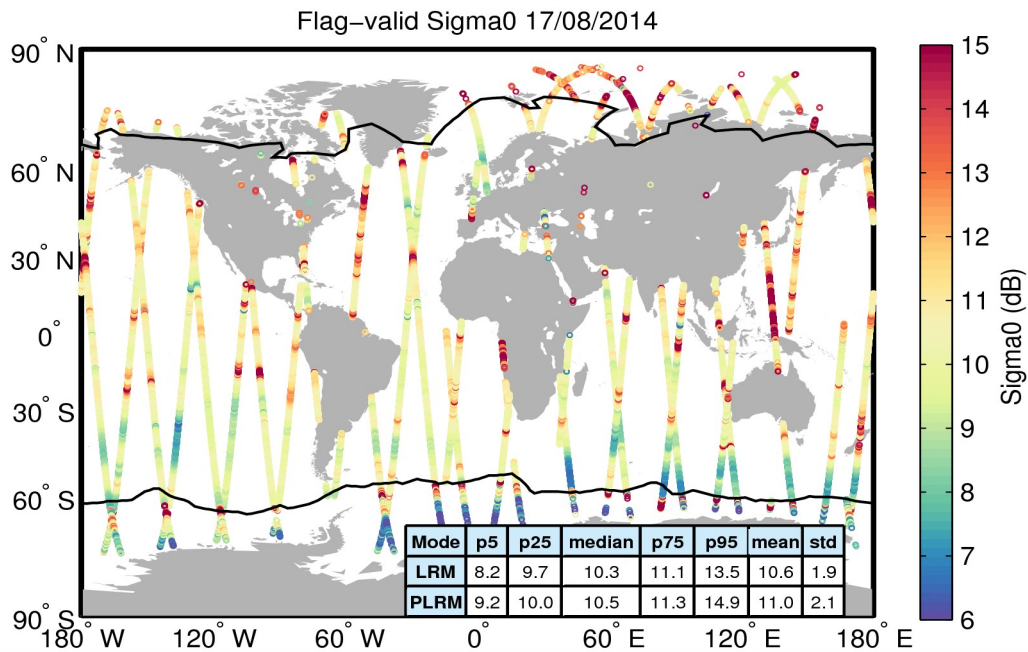 Flag−valid Sigma0 17/08/2014
90° N
60° N
30° N
0°
30° S
60° S
90° S
180° W
120° W
60° W
0°
60° E
120° E
180° E
15
14
13
12
11
10
9
8
7
6
Sigma0 (dB)
Mode p5 p25 median p75 p95 mean std
LRM 8.2 9.7 10.3 11.1 13.5 10.6 1.9
PLRM 9.2 10.0 10.5 11.3 14.9 11.0 2.1